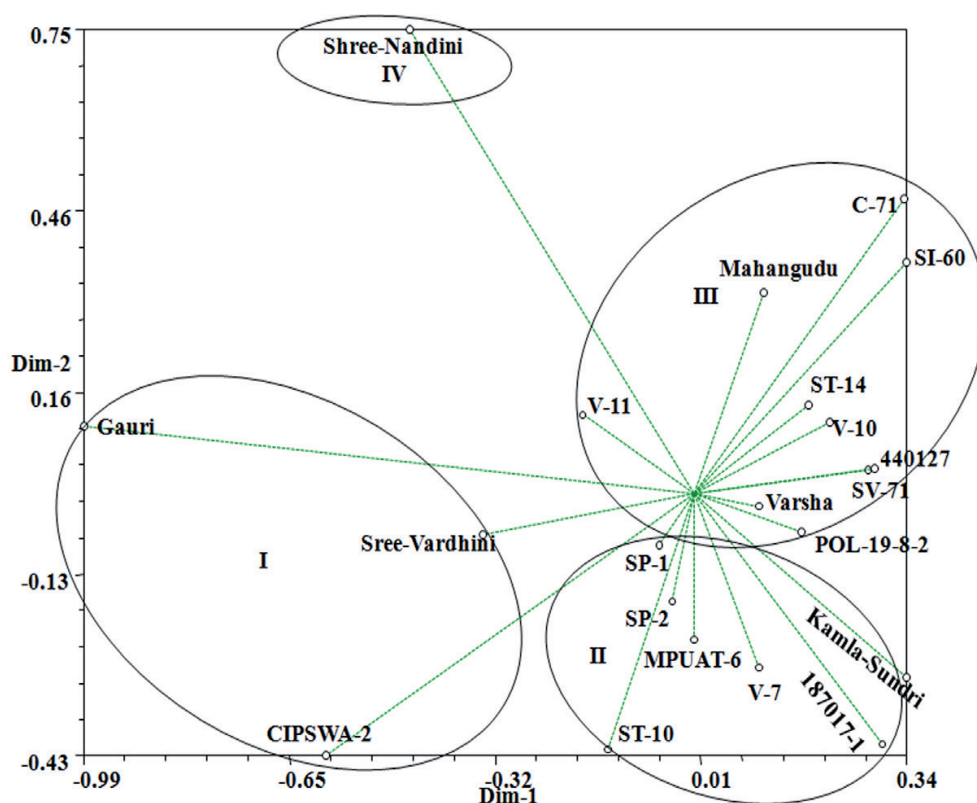 0.75
Shree-Nandini
IV
C-71
0.46
SI-60
Mahangudu
III
Dim-2
0.16
ST-14
V-11
V-10
Gauri
440127
SV-71
Varsha
Sree-Vardhini
POL-19-8-2
I
SP-1
-0.13
SP-2
Kamla-Sundri
II
MPUAT-6
187017-1
V-7
CIPSWA-2
ST-10
-0.43
-0.99 -0.65 -0.32 0.01 0.34
Dim-1